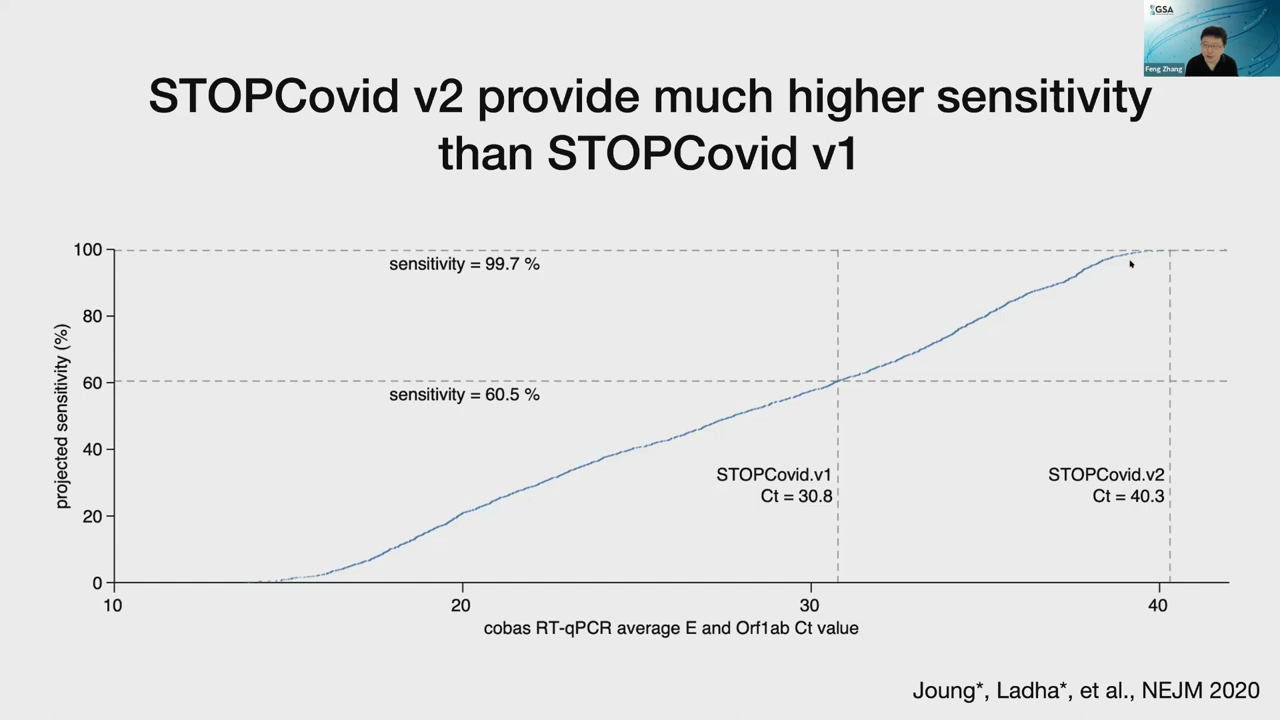 GSA
Feng Zhang
STOPCovid v2 provide much higher sensitivity
than STOPCovid v1
100
80
60
40
20
0
projected sensitivity (%)
sensitivity = 99.7 %
sensitivity = 60.5 %
STOPCovid.v1
Ct = 30.8
STOPCovid.v2
Ct = 40.3
10
20
30
40
cobas RT-qPCR average E and Orf1ab Ct value
Joung*, Ladha*, et al., NEJM 2020